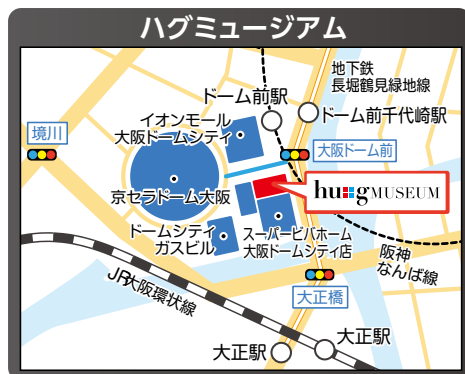 ハグミュージアム
地下鉄
長堀鶴見緑地線
ドーム前駅
ドーム前千代崎駅
イオンモール
大阪ドームシティ
境川
大阪ドーム前
京セラドーム大阪
hu:g MUSEUM
ドームシティ
ガスビル
スーパービバホーム
大阪ドームシティ店
阪神
なんば線
JR大阪環状線
大正橋
大正駅
大正駅